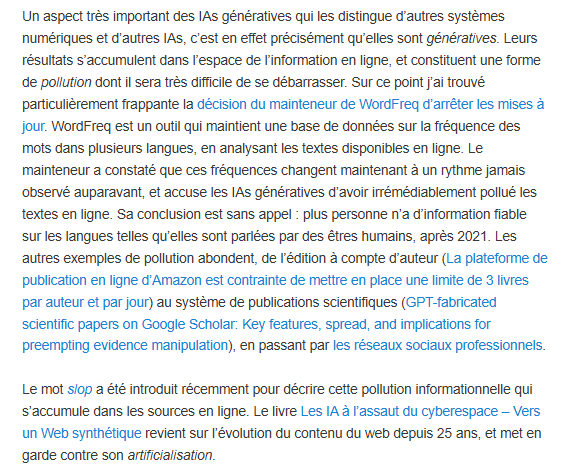 Un aspect très important des IAs génératives qui les distingue d’autres systèmes
numériques et d’autres IAs, c’est en effet précisément qu’elles sont génératives. Leurs
résultats s’accumulent dans l’espace de l’information en ligne, et constituent une forme
de pollution dont il sera très difficile de se débarrasser. Sur ce point j’ai trouvé
particulièrement frappante la décision du mainteneur de WordFreq d’arrêter les mises à
jour. WordFreq est un outil qui maintient une base de données sur la fréquence des
mots dans plusieurs langues, en analysant les textes disponibles en ligne. Le
mainteneur a constaté que ces fréquences changent maintenant à un rythme jamais
observé auparavant, et accuse les IAs génératives d’avoir irrémédiablement pollué les
textes en ligne. Sa conclusion est sans appel : plus personne n’a d’information fiable
sur les langues telles qu’elles sont parlées par des êtres humains, après 2021. Les
autres exemples de pollution abondent, de l’édition à compte d’auteur (La plateforme de
publication en ligne d’Amazon est contrainte de mettre en place une limite de 3 livres
par auteur et par jour) au système de publications scientifiques (GPT-fabricated
scientific papers on Google Scholar: Key features, spread, and implications for
preempting evidence manipulation), en passant par les réseaux sociaux professionnels.
Le mot slop a été introduit récemment pour décrire cette pollution informationnelle qui
s’accumule dans les sources en ligne. Le livre Les IA à l’assaut du cyberespace – Vers
un Web synthétique revient sur l’évolution du contenu du web depuis 25 ans, et met en
garde contre son artificialisation.